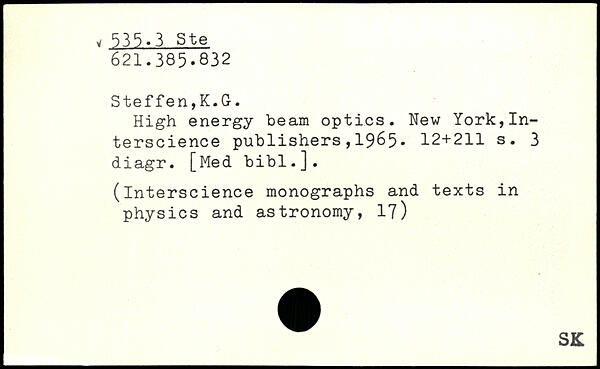 √ 535.3 Ste
621.385.832
Steffen,K.G.
High energy beam optics. New York,In-
terscience publishers,1965. 12+211 s. 3
diagr. [Med bibl.].
(Interscience monographs and texts in
physics and astronomy, 17)
SK